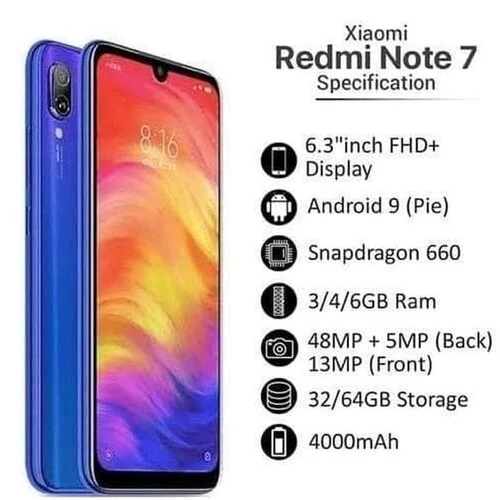 Xiaomi
Redmi Note 7
Specification
6.3"inch FHD+
Display
Android 9 (Pie)
Snapdragon 660
3/4/6GB Ram
48MP + 5MP (Back)
13MP (Front)
32/64GB Storage
4000mAh
8:16